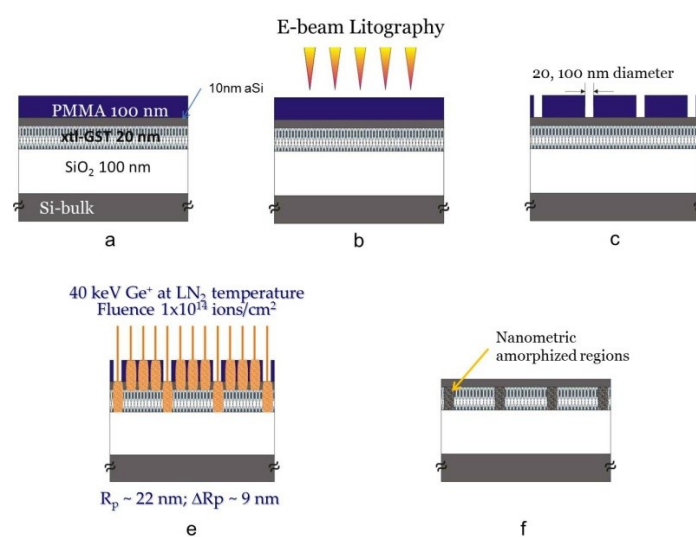 E-beam Litography
10nm aSi
20, 100 nm diameter
PMMA 100 nm
xtl-GST 20 nm
SiO₂ 100 nm
Si-bulk
a
b
c
40 keV Ge⁺ at LN₂ temperature
Fluence 1x10¹⁴ ions/cm²
Nanometric
amorphized regions
Rₚ ~ 22 nm; ΔRp ~ 9 nm
e
f